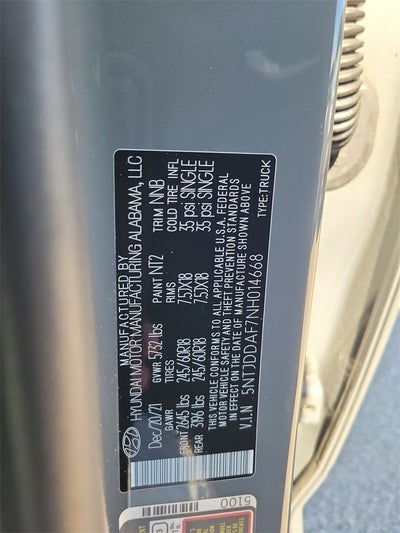 MANUFACTURED BY
HYUNDAI MOTOR MANUFACTURING ALABAMA, LLC
Dec/20/21 GVWR 5732 lbs PAINT NT2 TRIM NNB
GAWR TIRES RIMS COLD TIRE INFL
FRONT 2645 lbs 245/60R18 7.5JX18 35 psi SINGLE
REAR 3196 lbs 245/60R18 7.5JX18 35 psi SINGLE
THIS VEHICLE CONFORMS TO ALL APPLICABLE U.S.A. FEDERAL
MOTOR VEHICLE SAFETY AND THEFT PREVENTION STANDARDS
IN EFFECT ON THE DATE OF MANUFACTURE SHOWN ABOVE
V.I.N 5NTJDDAF7NH014668 TYPE:TRUCK
5100